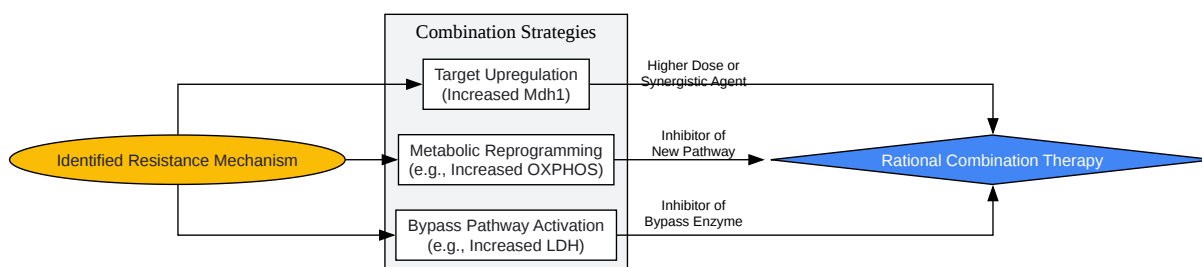 Combination Strategies
Target Upregulation
(Increased Mdh1)
Higher Dose or
Synergistic Agent
Identified Resistance Mechanism
Metabolic Reprogramming
(e.g., Increased OXPHOS)
Inhibitor of
New Pathway
Rational Combination Therapy
Bypass Pathway Activation
(e.g., Increased LDH)
Inhibitor of
Bypass Enzyme